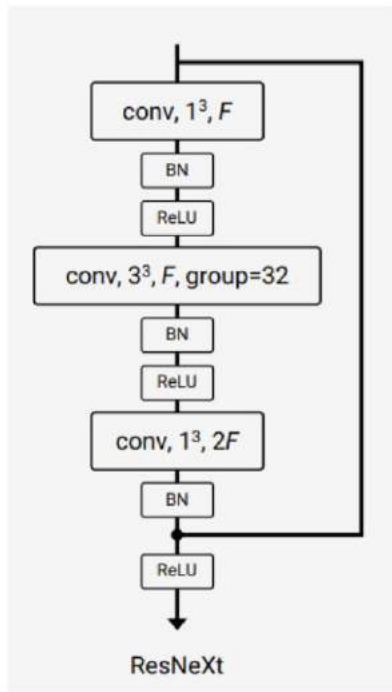 conv, 1³, F
BN
ReLU
conv, 3³, F, group=32
BN
ReLU
conv, 1³, 2F
BN
ReLU
ResNeXt